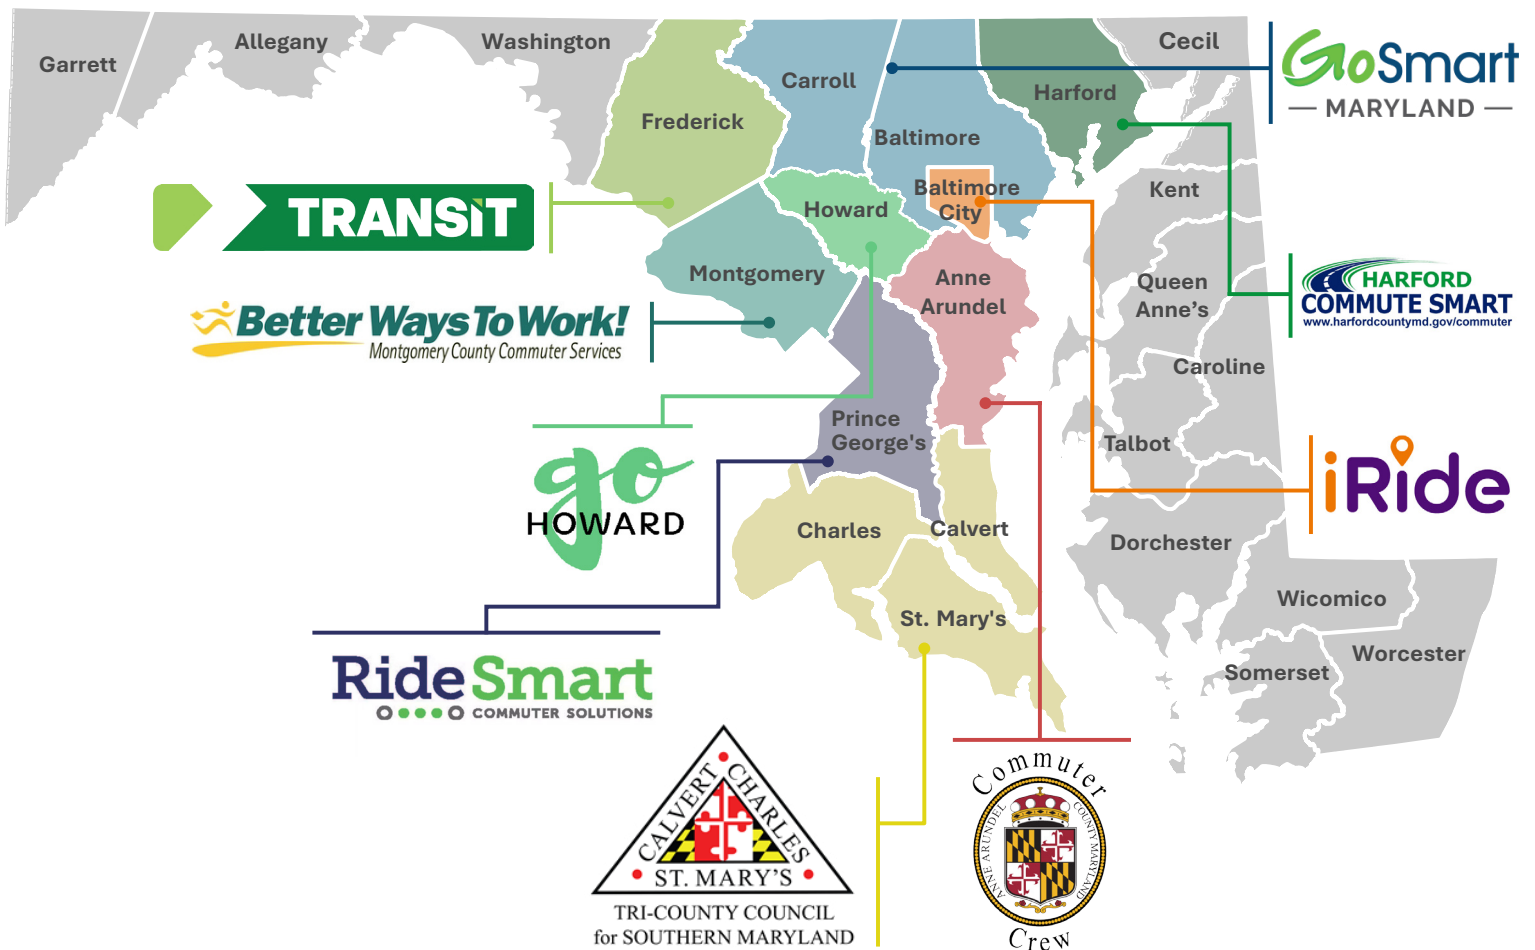 Garrett
Allegany
Washington
Frederick
Carroll
Baltimore
Harford
Cecil
GoSmart
MARYLAND
Baltimore
City
Kent
TRANSIT
Howard
Montgomery
Anne
Arundel
Queen
Anne’s
HARFORD
COMMUTE SMART
www.harfordcountymd.gov/commuter
Better Ways To Work!
Montgomery County Commuter Services
Caroline
Prince
George's
Talbot
iRide
go
HOWARD
Charles
Calvert
Dorchester
Wicomico
St. Mary's
Worcester
Somerset
RideSmart
COMMUTER SOLUTIONS
CALVERT
CHARLES
ST. MARY’S
TRI-COUNTY COUNCIL
for SOUTHERN MARYLAND
Commuter
ANNE ARUNDEL
COUNTY MARYLAND
Crew